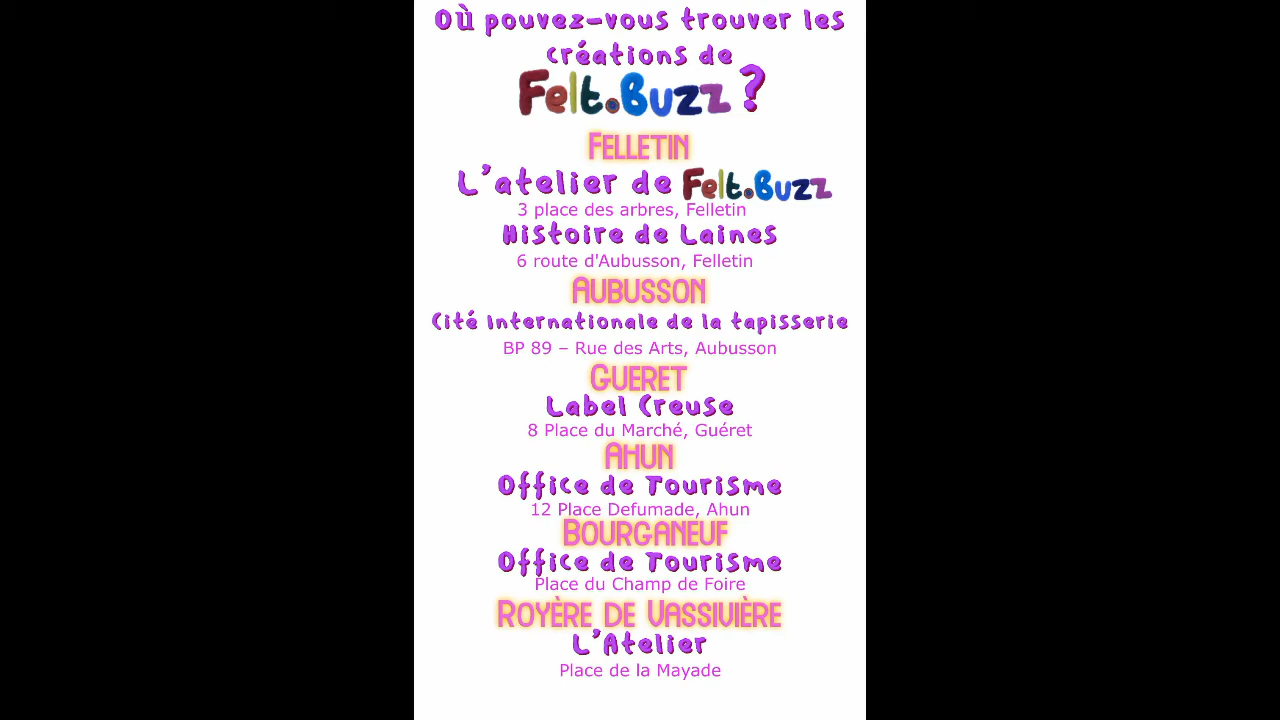 Où pouvez-vous trouver les
créations de
Felt.Buzz ?
Felletin
L'atelier de Felt.Buzz
3 place des arbres, Felletin
Histoire de Laines
6 route d'Aubusson, Felletin
Aubusson
Cité Internationale de la tapisserie
BP 89 – Rue des Arts, Aubusson
Gueret
Label Creuse
8 Place du Marché, Guéret
Ahun
Office de Tourisme
12 Place Defumade, Ahun
Bourganeuf
Office de Tourisme
Place du Champ de Foire
Royère de Vassivière
L'Atelier
Place de la Mayade